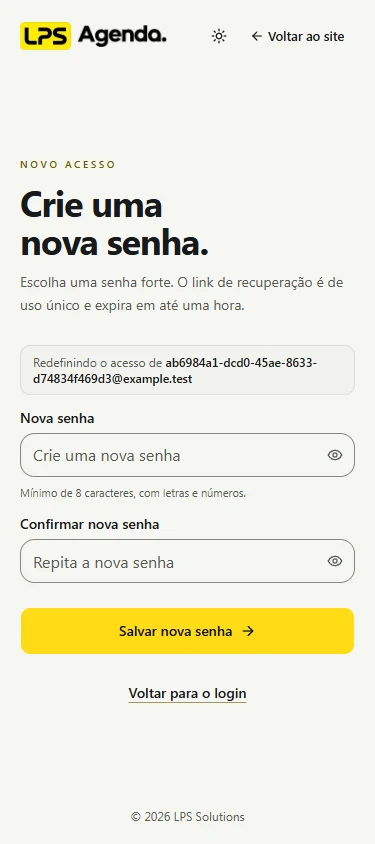 LPS Agenda.
Voltar ao site
NOVO ACESSO
Crie uma
nova senha.
Escolha uma senha forte. O link de recuperação é de
uso único e expira em até uma hora.
Redefinindo o acesso de ab6984a1-dcd0-45ae-8633-
d74834f469d3@example.test
Nova senha
Crie uma nova senha
Mínimo de 8 caracteres, com letras e números.
Confirmar nova senha
Repita a nova senha
Salvar nova senha
Voltar para o login
© 2026 LPS Solutions